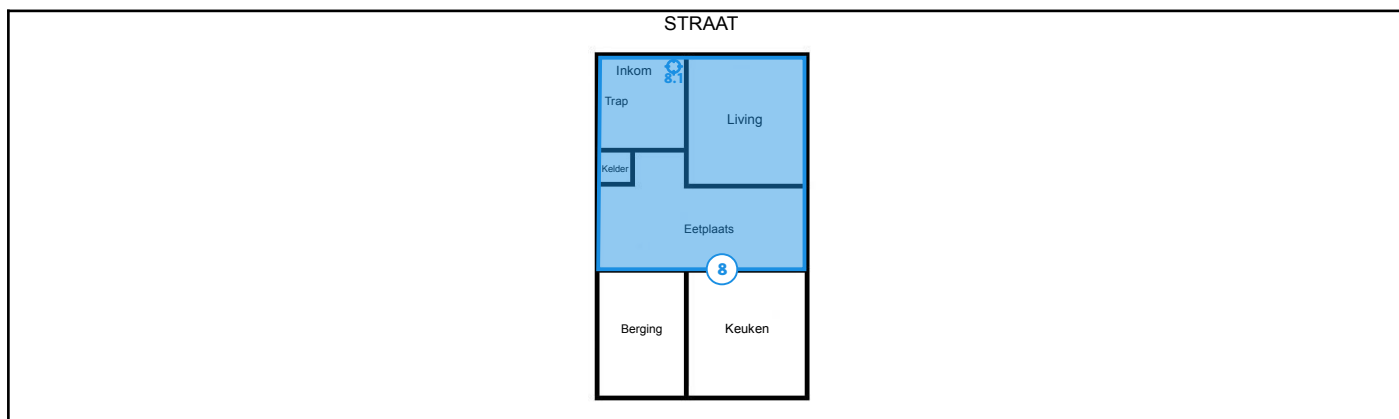 STRAAT
Inkom
8.1
Trap
Living
Kelder
Eetplaats
8
Berging
Keuken